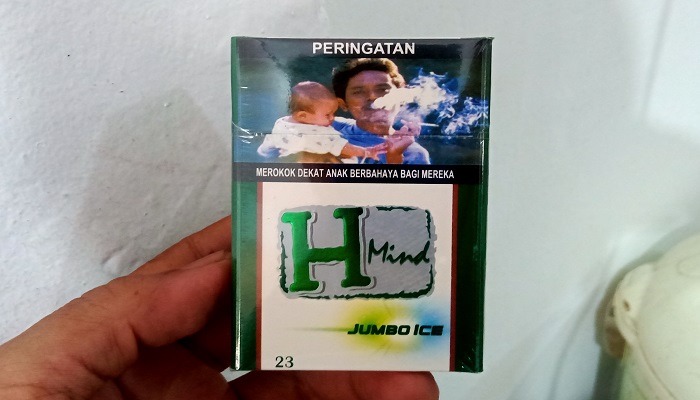 PERINGATAN
MEROKOK DEKAT ANAK BERBAHAYA BAGI MEREKA
H Mind
JUMBO ICE
23